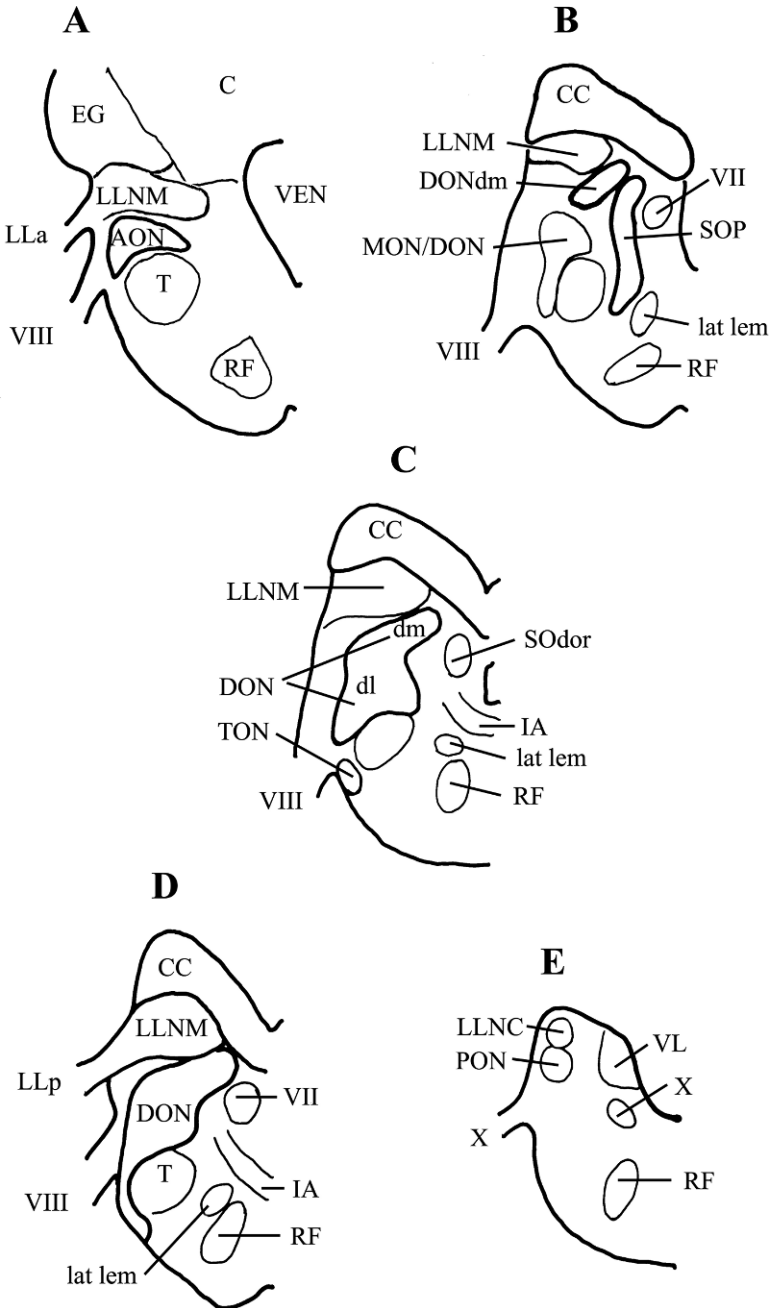 A
C
EG
LLNM
VEN
LLa
AON
T
VIII
RF
B
CC
LLNM
DONdm
VII
MON/DON
SOP
lat lem
VIII
RF
C
CC
LLNM
dm
SOdor
DON
dl
TON
IA
lat lem
VIII
RF
D
CC
LLNM
LLp
VII
DON
T
VIII
IA
RF
lat lem
E
LLNC
VL
PON
X
X
RF